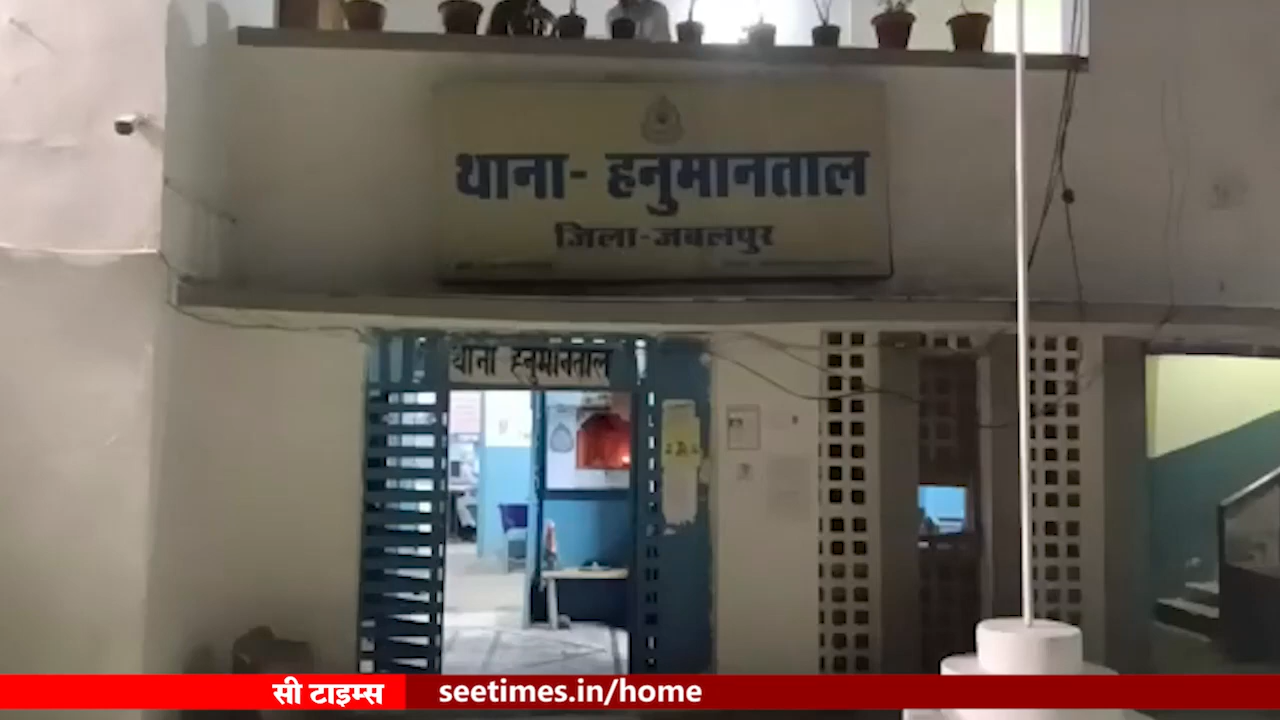 थाना- हनुमानताल
जिला-जबलपुर
थाना हनुमानताल
सी टाइम्स
seetimes.in/home